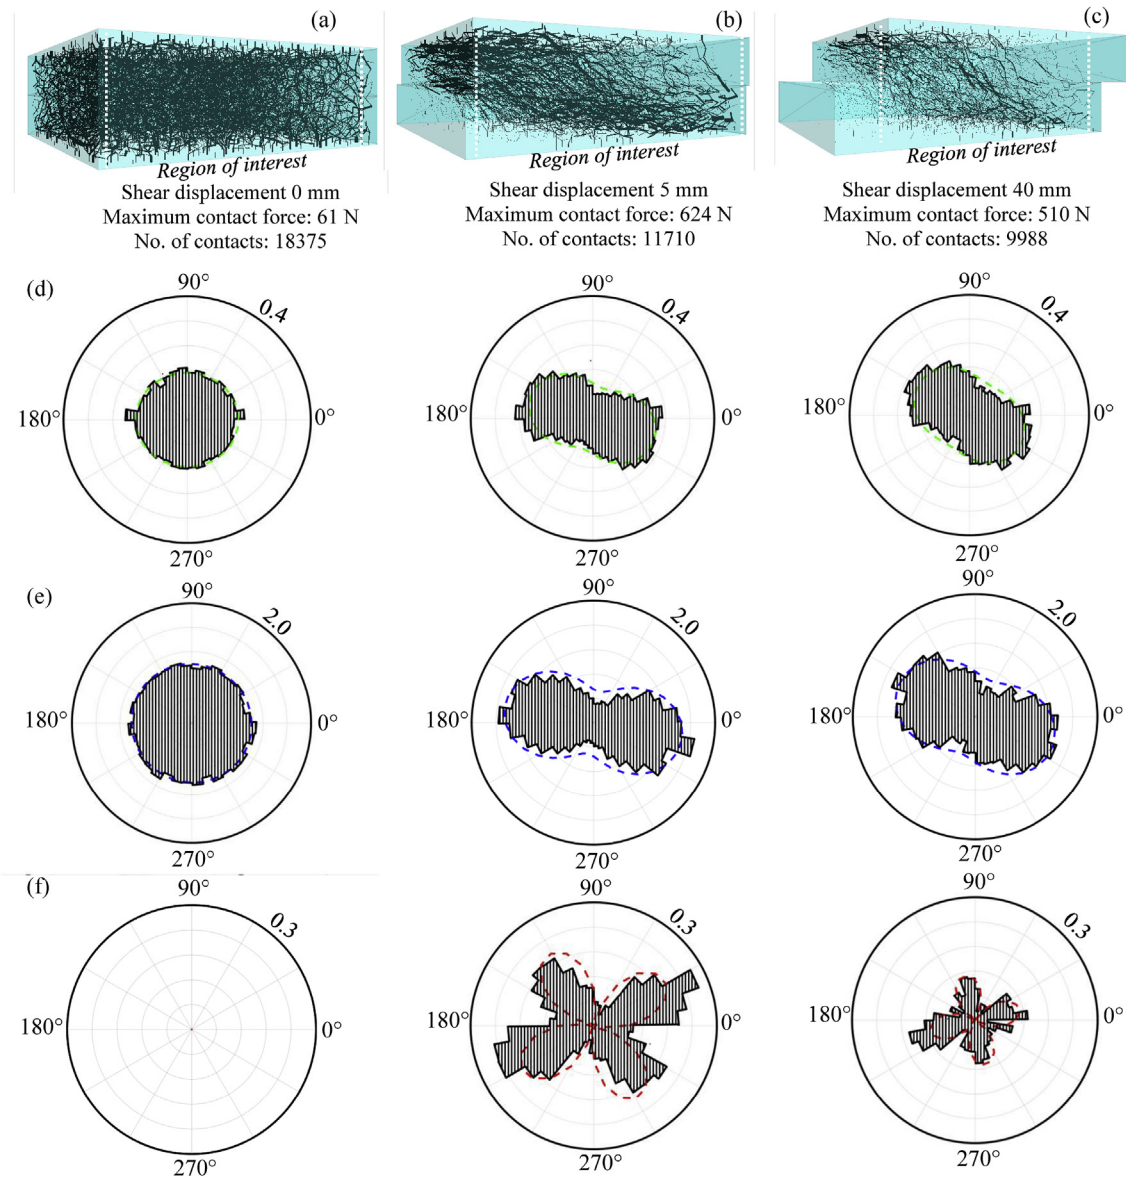 (a)
(b)
(c)
Region of interest
Region of interest
Region of interest
Shear displacement 0 mm
Maximum contact force: 61 N
No. of contacts: 18375
Shear displacement 5 mm
Maximum contact force: 624 N
No. of contacts: 11710
Shear displacement 40 mm
Maximum contact force: 510 N
No. of contacts: 9988
(d)
90°
0.4
180°
0°
270°
90°
0.4
180°
0°
270°
90°
0.4
180°
0°
270°
(e)
90°
2.0
180°
0°
270°
90°
2.0
180°
0°
270°
90°
2.0
180°
0°
270°
(f)
90°
0.3
180°
0°
270°
90°
0.3
180°
0°
270°
90°
0.3
180°
0°
270°